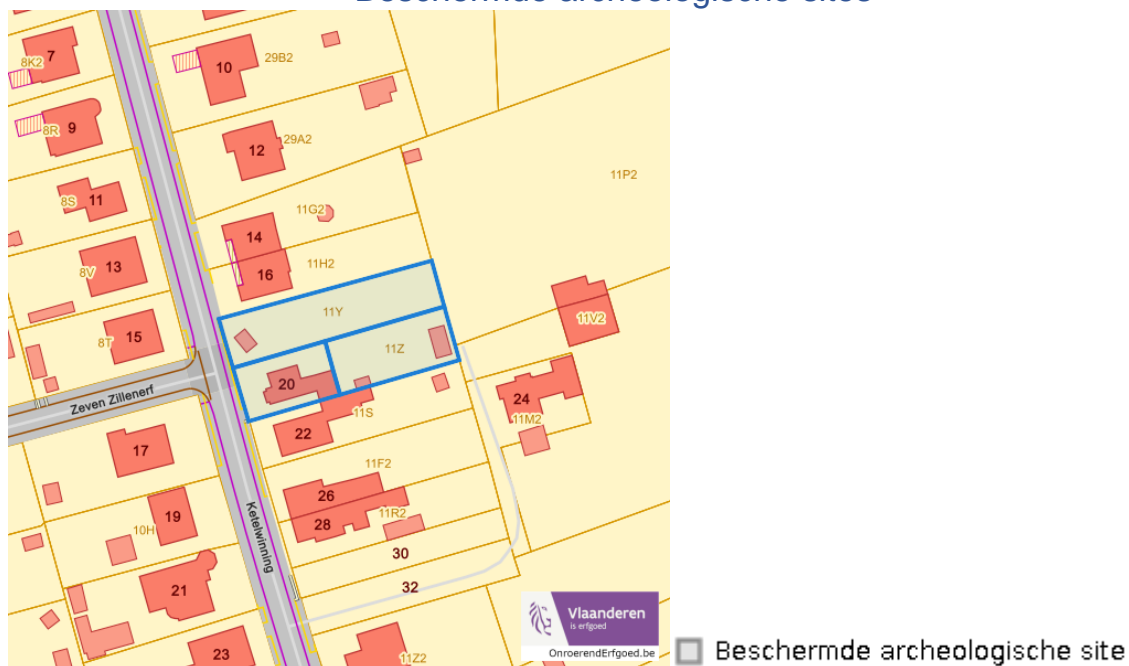 Beschermde archeologische sites
7
8K2
10
29B2
8R
9
12
29A2
11P2
8S
11
11G2
14
8V
13
16
11H2
11Y
11V2
8T
15
11Z
20
Zeven Zillenerf
24
11S
11M2
22
17
11F2
26
Ketelwinning
11R2
28
19
10H
30
21
32
Vlaanderen
is erfgoed
OnroerendErfgoed.be
23
11Z2
Beschermde archeologische site